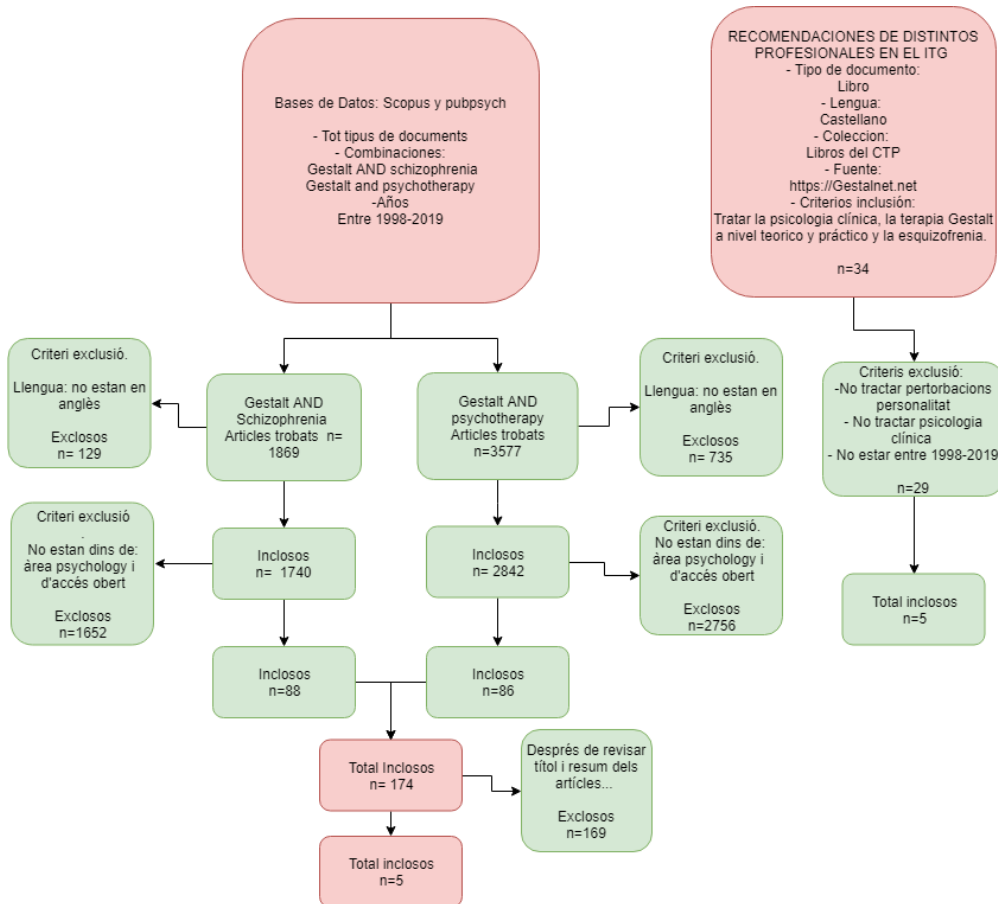 Bases de Datos: Scopus y pubpsych
- Tot tipus de documents
- Combinaciones:
Gestalt AND schizophrenia
Gestalt and psychotherapy
-Años
Entre 1998-2019
RECOMENDACIONES DE DISTINTOS
PROFESIONALES EN EL ITG
- Tipo de documento:
Libro
- Lengua:
Castellano
- Coleccion:
Libros del CTP
- Fuente:
https://Gestalnet.net
- Criterios inclusión:
Tratar la psicologia clínica, la terapia Gestalt
a nivel teorico y práctico y la esquizofrenia.
n=34
Criteri exclusió.
Llengua: no estan en
anglès
Exclosos
n= 129
Gestalt AND
Schizophrenia
Articles trobats  n=
1869
Gestalt AND
psychotherapy
Articles trobats
n=3577
Criteri exclusió.
Llengua: no estan en
anglès
Exclosos
n= 735
Criteris exclusió:
-No tractar pertorbacions
personalitat
- No tractar psicologia
clínica
- No estar entre 1998-2019
n=29
Criteri exclusió
.
No estan dins de:
àrea psychology i
d'accés obert
Exclosos
n=1652
Inclosos
n=  1740
Inclosos
n= 2842
Criteri exclusió.
No estan dins de:
àrea psychology i
d'accés obert
Exclosos
n=2756
Total inclosos
n=5
Inclosos
n=88
Inclosos
n=86
Total Inclosos
n= 174
Després de revisar
títol i resum dels
artícles...
Exclosos
n=169
Total inclosos
n=5